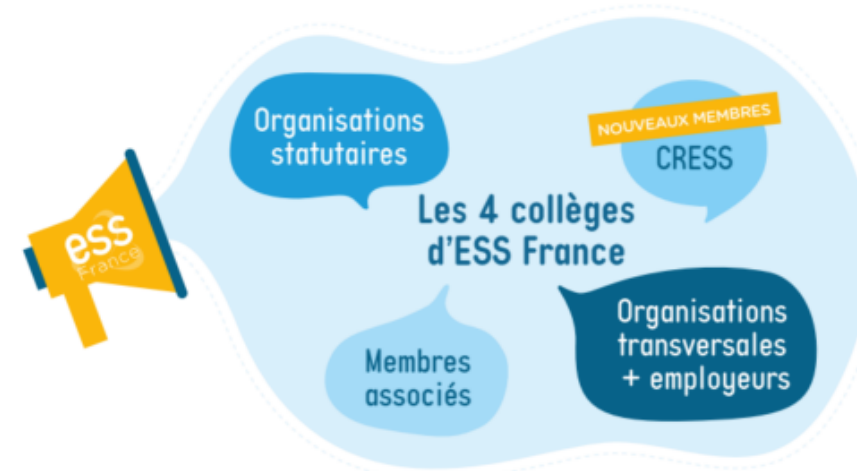 Organisations
statutaires
NOUVEAUX MEMBRES
CRESS
Les 4 collèges
d'ESS France
ess
France
Membres
associés
Organisations
transversales
+ employeurs